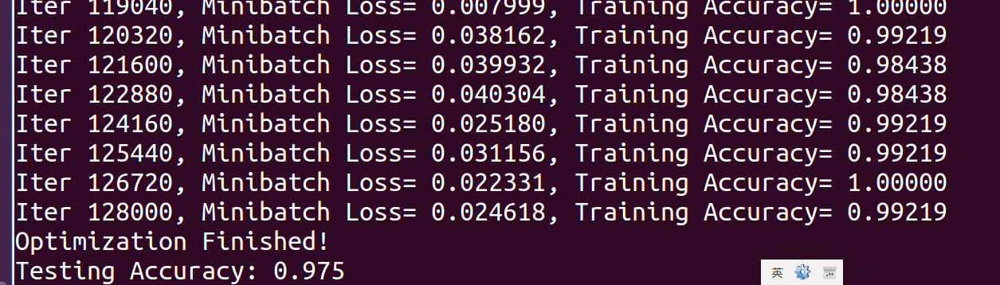 Iter 119040, Minibatch Loss= 0.007999, Training Accuracy= 1.00000
Iter 120320, Minibatch Loss= 0.038162, Training Accuracy= 0.99219
Iter 121600, Minibatch Loss= 0.039932, Training Accuracy= 0.98438
Iter 122880, Minibatch Loss= 0.040304, Training Accuracy= 0.98438
Iter 124160, Minibatch Loss= 0.025180, Training Accuracy= 0.99219
Iter 125440, Minibatch Loss= 0.031156, Training Accuracy= 0.99219
Iter 126720, Minibatch Loss= 0.022331, Training Accuracy= 1.00000
Iter 128000, Minibatch Loss= 0.024618, Training Accuracy= 0.99219
Optimization Finished!
Testing Accuracy: 0.975
英